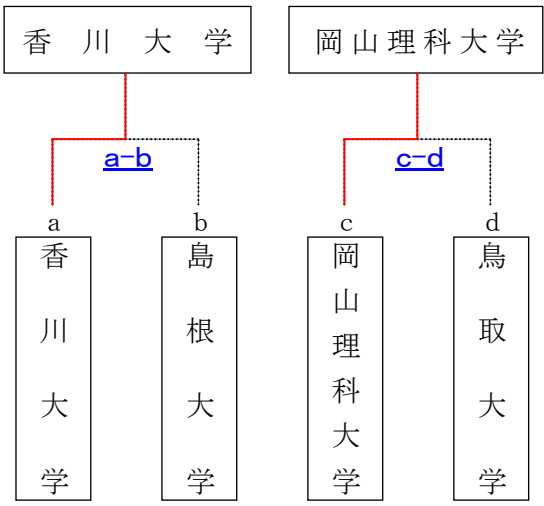 香川大学
岡山理科大学
a-b
c-d
a
b
c
d
香川大学
島根大学
岡山理科大学
鳥取大学